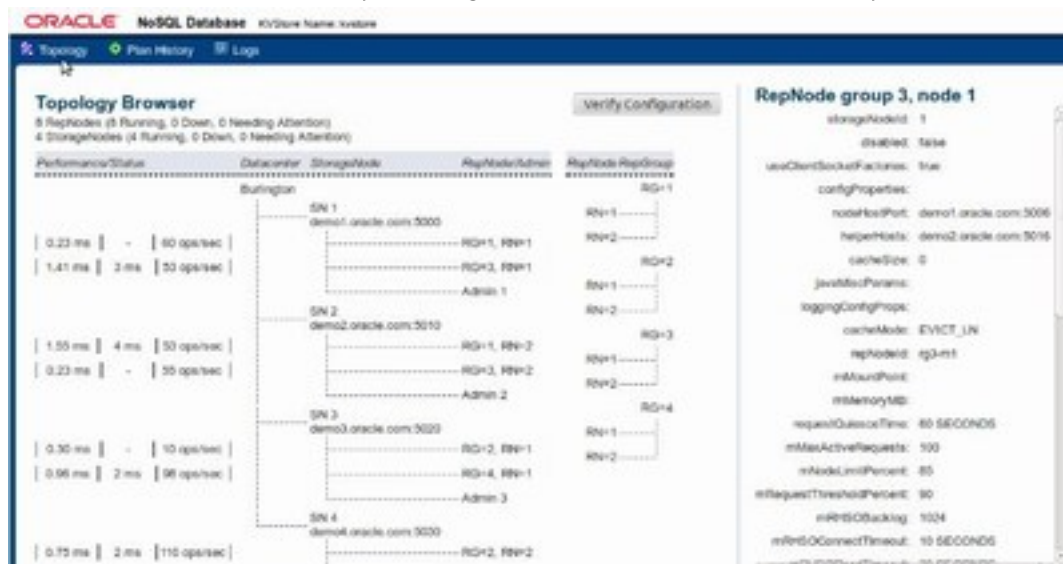 ORACLE NoSQL Database KVStore Name: kvstore
Topology Plan History Logs
Topology Browser
8 RepNodes (8 Running, 0 Down, 0 Needing Attention)
4 StorageNodes (4 Running, 0 Down, 0 Needing Attention)
Verify Configuration
Performance/Status Datacenter StorageNode RepNode/Admin RepNode RepGroup
Burlington
SN 1
demo1.oracle.com:5000
0.23 ms - 60 ops/sec RG=1, RN=1
1.41 ms 3 ms 53 ops/sec RG=3, RN=1
Admin 1
SN 2
demo2.oracle.com:5010
1.55 ms 4 ms 53 ops/sec RG=1, RN=2
0.23 ms - 55 ops/sec RG=3, RN=2
Admin 2
SN 3
demo3.oracle.com:5020
0.30 ms - 10 ops/sec RG=2, RN=1
0.96 ms 2 ms 98 ops/sec RG=4, RN=1
Admin 3
SN 4
demo4.oracle.com:5030
0.75 ms 2 ms 110 ops/sec RG=2, RN=2
RG=1
RN=1
RN=2
RG=2
RN=1
RN=2
RG=3
RN=1
RN=2
RG=4
RN=1
RN=2
RepNode group 3, node 1
storageNodeId: 1
disabled: false
useClientSocketFactories: true
configProperties:
nodeHostPort: demo1.oracle.com:5006
helperHosts: demo2.oracle.com:5016
cacheSize: 0
javaMiscParams:
loggingConfigProps:
cacheMode: EVICT_LN
repNodeId: rg3-rn1
rnMountPoint:
rnMemoryMB:
requestQuiesceTime: 60 SECONDS
rnMaxActiveRequests: 100
rnNodeLimitPercent: 85
rnRequestThresholdPercent: 90
rnRHSOBacklog: 1024
rnRHSOConnectTimeout: 10 SECONDS